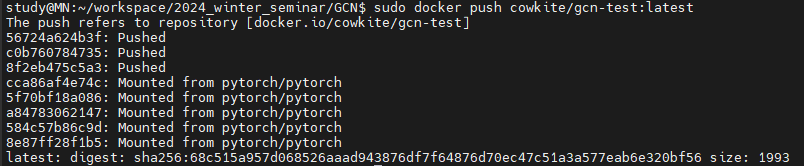 study@MN:~/workspace/2024_winter_seminar/GCN$ sudo docker push cowkite/gcn-test:latest
The push refers to repository [docker.io/cowkite/gcn-test]
56724a624b3f: Pushed
c0b760784735: Pushed
8f2eb475c5a3: Pushed
cca86af4e74c: Mounted from pytorch/pytorch
5f70bf18a086: Mounted from pytorch/pytorch
a84783062147: Mounted from pytorch/pytorch
584c57b86c9d: Mounted from pytorch/pytorch
8e87ff28f1b5: Mounted from pytorch/pytorch
latest: digest: sha256:68c515a957d068526aaad943876df7f64876d70ec47c51a3a577eab6e320bf56 size: 1993